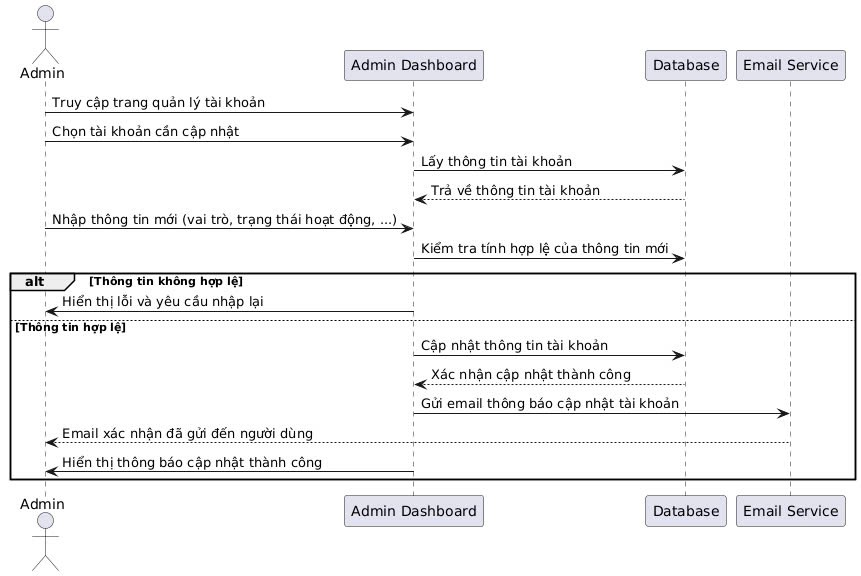 Admin
Admin Dashboard
Database
Email Service
Truy cập trang quản lý tài khoản
Chọn tài khoản cần cập nhật
Lấy thông tin tài khoản
Trả về thông tin tài khoản
Nhập thông tin mới (vai trò, trạng thái hoạt động, ...)
Kiểm tra tính hợp lệ của thông tin mới
alt
[Thông tin không hợp lệ]
Hiển thị lỗi và yêu cầu nhập lại
[Thông tin hợp lệ]
Cập nhật thông tin tài khoản
Xác nhận cập nhật thành công
Gửi email thông báo cập nhật tài khoản
Email xác nhận đã gửi đến người dùng
Hiển thị thông báo cập nhật thành công
Admin
Admin Dashboard
Database
Email Service